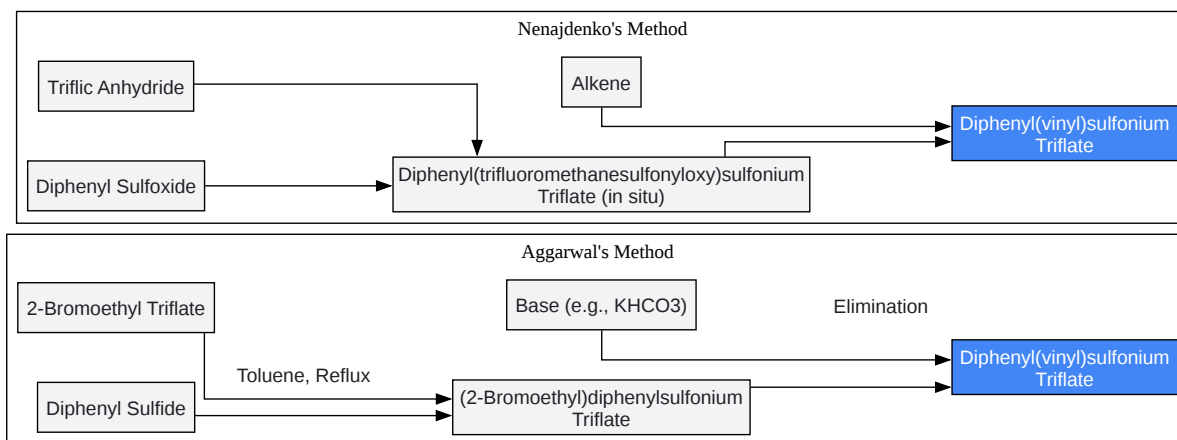 Nenajdenko's Method
Triflic Anhydride
Alkene
Diphenyl(vinyl)sulfonium
Triflate
Diphenyl Sulfoxide
Diphenyl(trifluoromethanesulfonyloxy)sulfonium
Triflate (in situ)
Aggarwal's Method
2-Bromoethyl Triflate
Base (e.g., KHCO3)
Elimination
Diphenyl(vinyl)sulfonium
Triflate
Toluene, Reflux
Diphenyl Sulfide
(2-Bromoethyl)diphenylsulfonium
Triflate